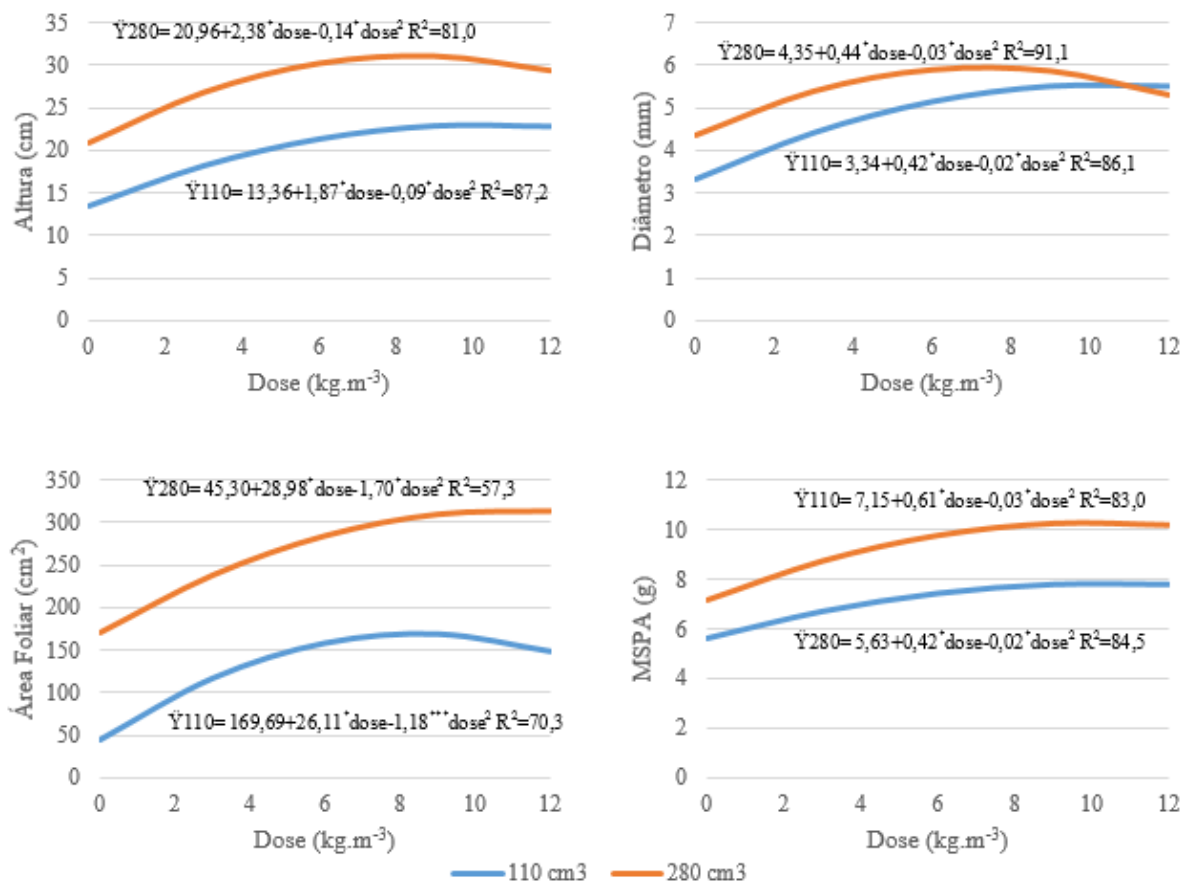 Ÿ280= 20,96+2,38*dose-0,14*dose² R²=81,0
Ÿ110= 13,36+1,87*dose-0,09*dose² R²=87,2
Altura (cm)
35
30
25
20
15
10
5
0
0 2 4 6 8 10 12
Dose (kg.m⁻³)
Ÿ280= 4,35+0,44*dose-0,03*dose² R²=91,1
Ÿ110= 3,34+0,42*dose-0,02*dose² R²=86,1
Diâmetro (mm)
7
6
5
4
3
2
1
0
0 2 4 6 8 10 12
Dose (kg.m⁻³)
Ÿ280= 45,30+28,98*dose-1,70*dose² R²=57,3
Ÿ110= 169,69+26,11*dose-1,18***dose² R²=70,3
Área Foliar (cm²)
350
300
250
200
150
100
50
0
0 2 4 6 8 10 12
Dose (kg.m⁻³)
Ÿ110= 7,15+0,61*dose-0,03*dose² R²=83,0
Ÿ280= 5,63+0,42*dose-0,02*dose² R²=84,5
MSPA (g)
12
10
8
6
4
2
0
0 2 4 6 8 10 12
Dose (kg.m⁻³)
110 cm3 280 cm3